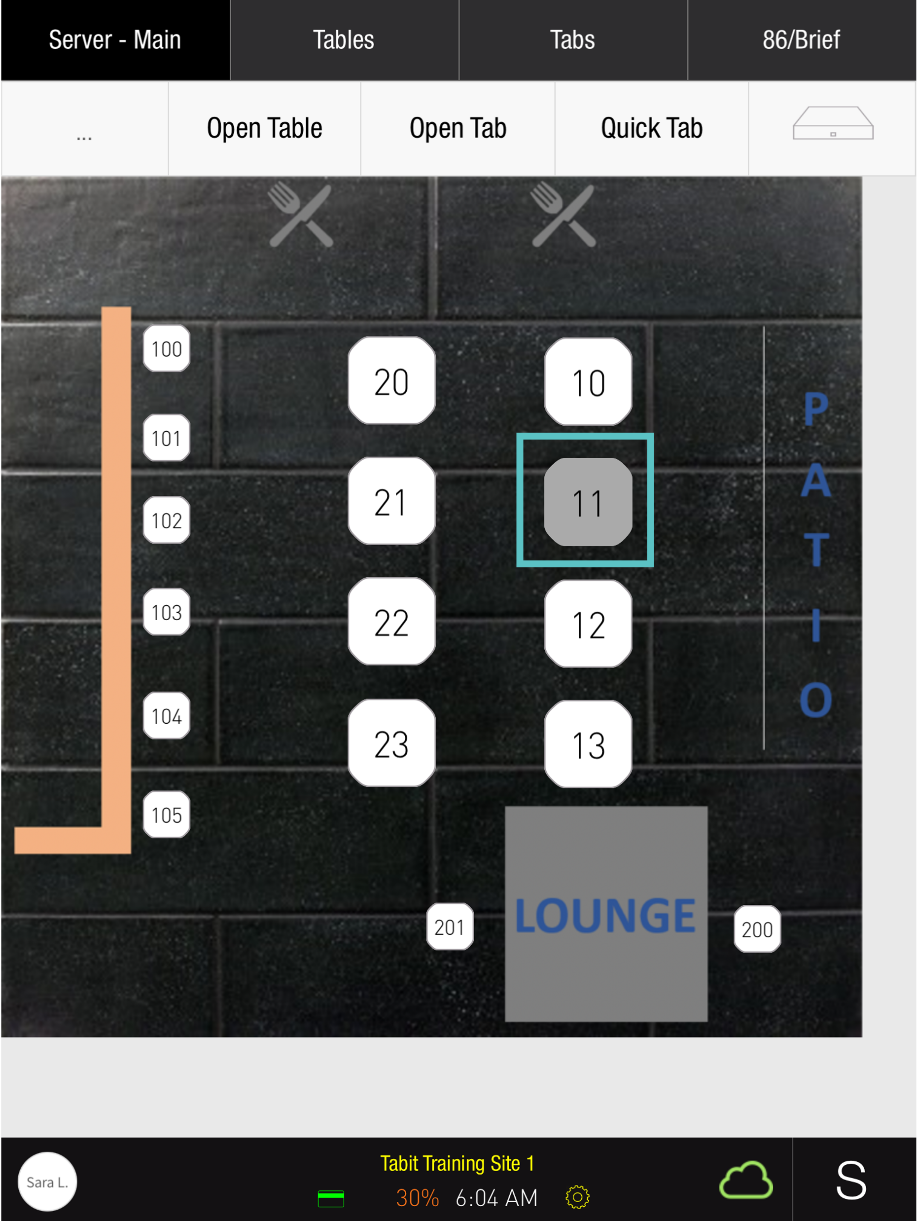 Server - Main
Tables
Tabs
86/Brief
...
Open Table
Open Tab
Quick Tab
100
20
10
P
101
A
21
11
102
T
103
22
12
I
104
23
13
O
105
LOUNGE
201
200
Sara L.
Tabit Training Site 1
30% 6:04 AM
S